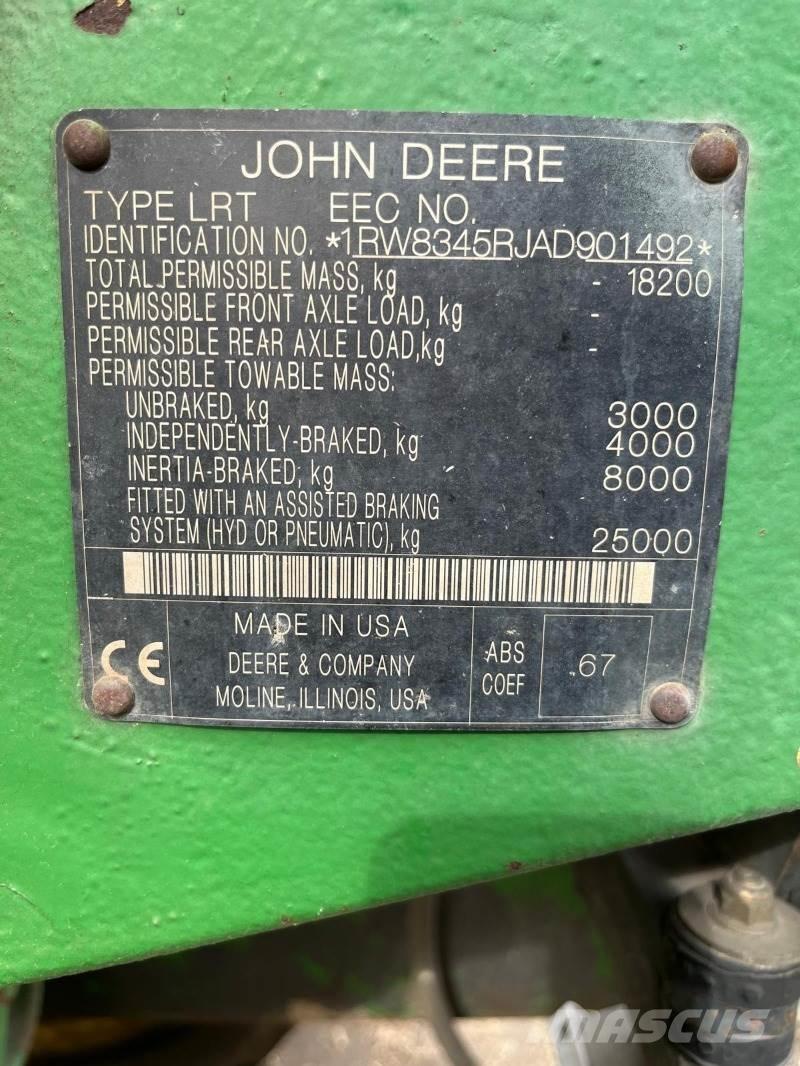 JOHN DEERE
TYPE LRT EEC NO.
IDENTIFICATION NO. *1RW8345RJAD901492*
TOTAL PERMISSIBLE MASS, kg - 18200
PERMISSIBLE FRONT AXLE LOAD, kg -
PERMISSIBLE REAR AXLE LOAD,kg -
PERMISSIBLE TOWABLE MASS:
UNBRAKED, kg 3000
INDEPENDENTLY-BRAKED, kg 4000
INERTIA-BRAKED, kg 8000
FITTED WITH AN ASSISTED BRAKING
SYSTEM (HYD OR PNEUMATIC), kg 25000
CE
MADE IN USA
DEERE & COMPANY
MOLINE, ILLINOIS, USA
ABS
COEF
.67
MASCUS